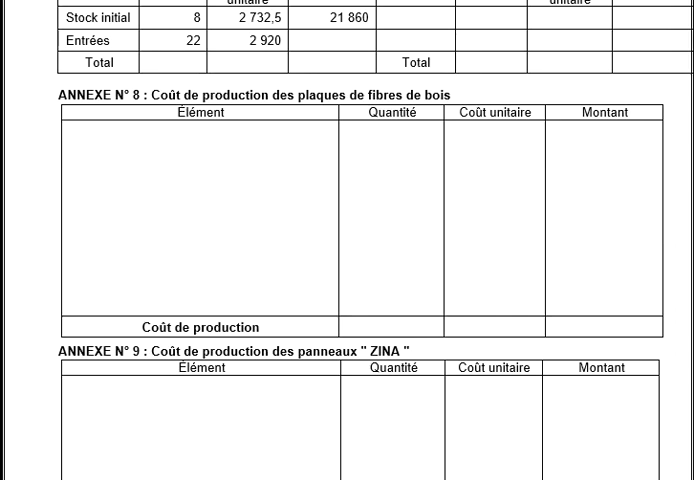 unitaire unitaire
Stock initial 8 2 732,5 21 860
Entrées 22 2 920
Total Total
ANNEXE N° 8 : Coût de production des plaques de fibres de bois
Élément Quantité Coût unitaire Montant
Coût de production
ANNEXE N° 9 : Coût de production des panneaux " ZINA "
Élément Quantité Coût unitaire Montant